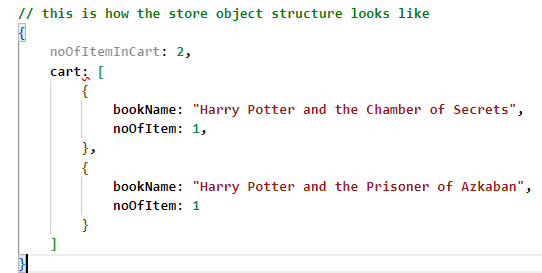 // this is how the store object structure looks like
{
    noOfItemInCart: 2,
    cart: [
        {
            bookName: "Harry Potter and the Chamber of Secrets",
            noOfItem: 1,
        },
        {
            bookName: "Harry Potter and the Prisoner of Azkaban",
            noOfItem: 1
        }
    ]
}